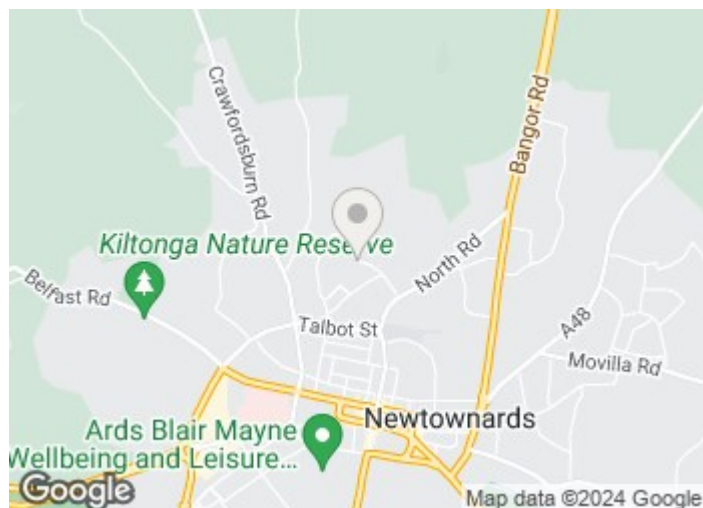 Crawfordsburn Rd
Bangor Rd
Kiltonga Nature Reserve
North Rd
Belfast Rd
Talbot St
A48
Movilla Rd
Newtownards
Ards Blair Mayne
Wellbeing and Leisure...
Google
Map data ©2024 Google